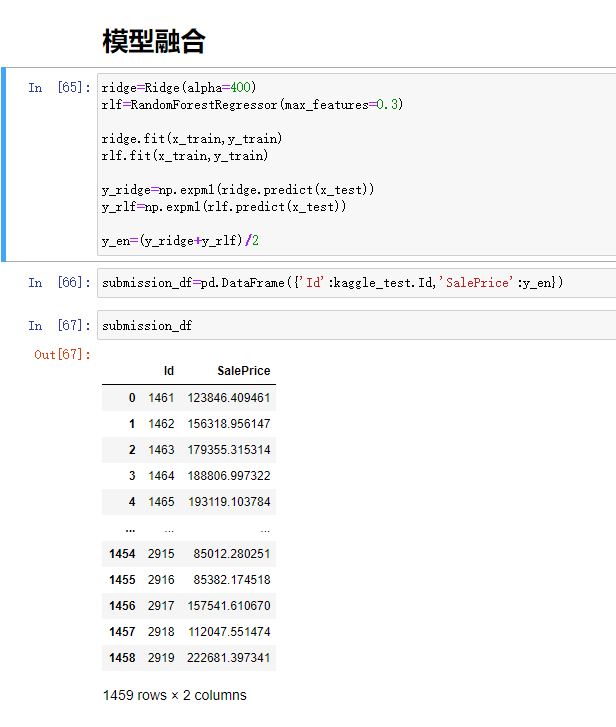 模型融合
In [65]:
ridge=Ridge(alpha=400)
rlf=RandomForestRegressor(max_features=0.3)
ridge.fit(x_train,y_train)
rlf.fit(x_train,y_train)
y_ridge=np.expm1(ridge.predict(x_test))
y_rlf=np.expm1(rlf.predict(x_test))
y_en=(y_ridge+y_rlf)/2
In [66]: submission_df=pd.DataFrame({'Id':kaggle_test.Id,'SalePrice':y_en})
In [67]: submission_df
Out[67]:
Id SalePrice
0 1461 123846.409461
1 1462 156318.956147
2 1463 179355.315314
3 1464 188806.997322
4 1465 193119.103784
... ... ...
1454 2915 85012.280251
1455 2916 85382.174518
1456 2917 157541.610670
1457 2918 112047.551474
1458 2919 222681.397341
1459 rows × 2 columns